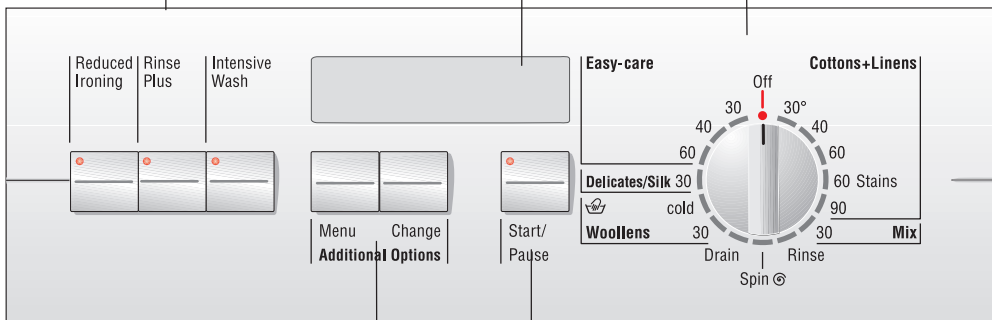 Reduced
Ironing
Rinse
Plus
Intensive
Wash
Menu
Change
Additional Options
Start/
Pause
Easy-care
Cottons+Linens
Off
30
30°
40
40
60
60
Delicates/Silk 30
60 Stains
cold
90
Woollens
30
30
Mix
Drain
Rinse
Spin